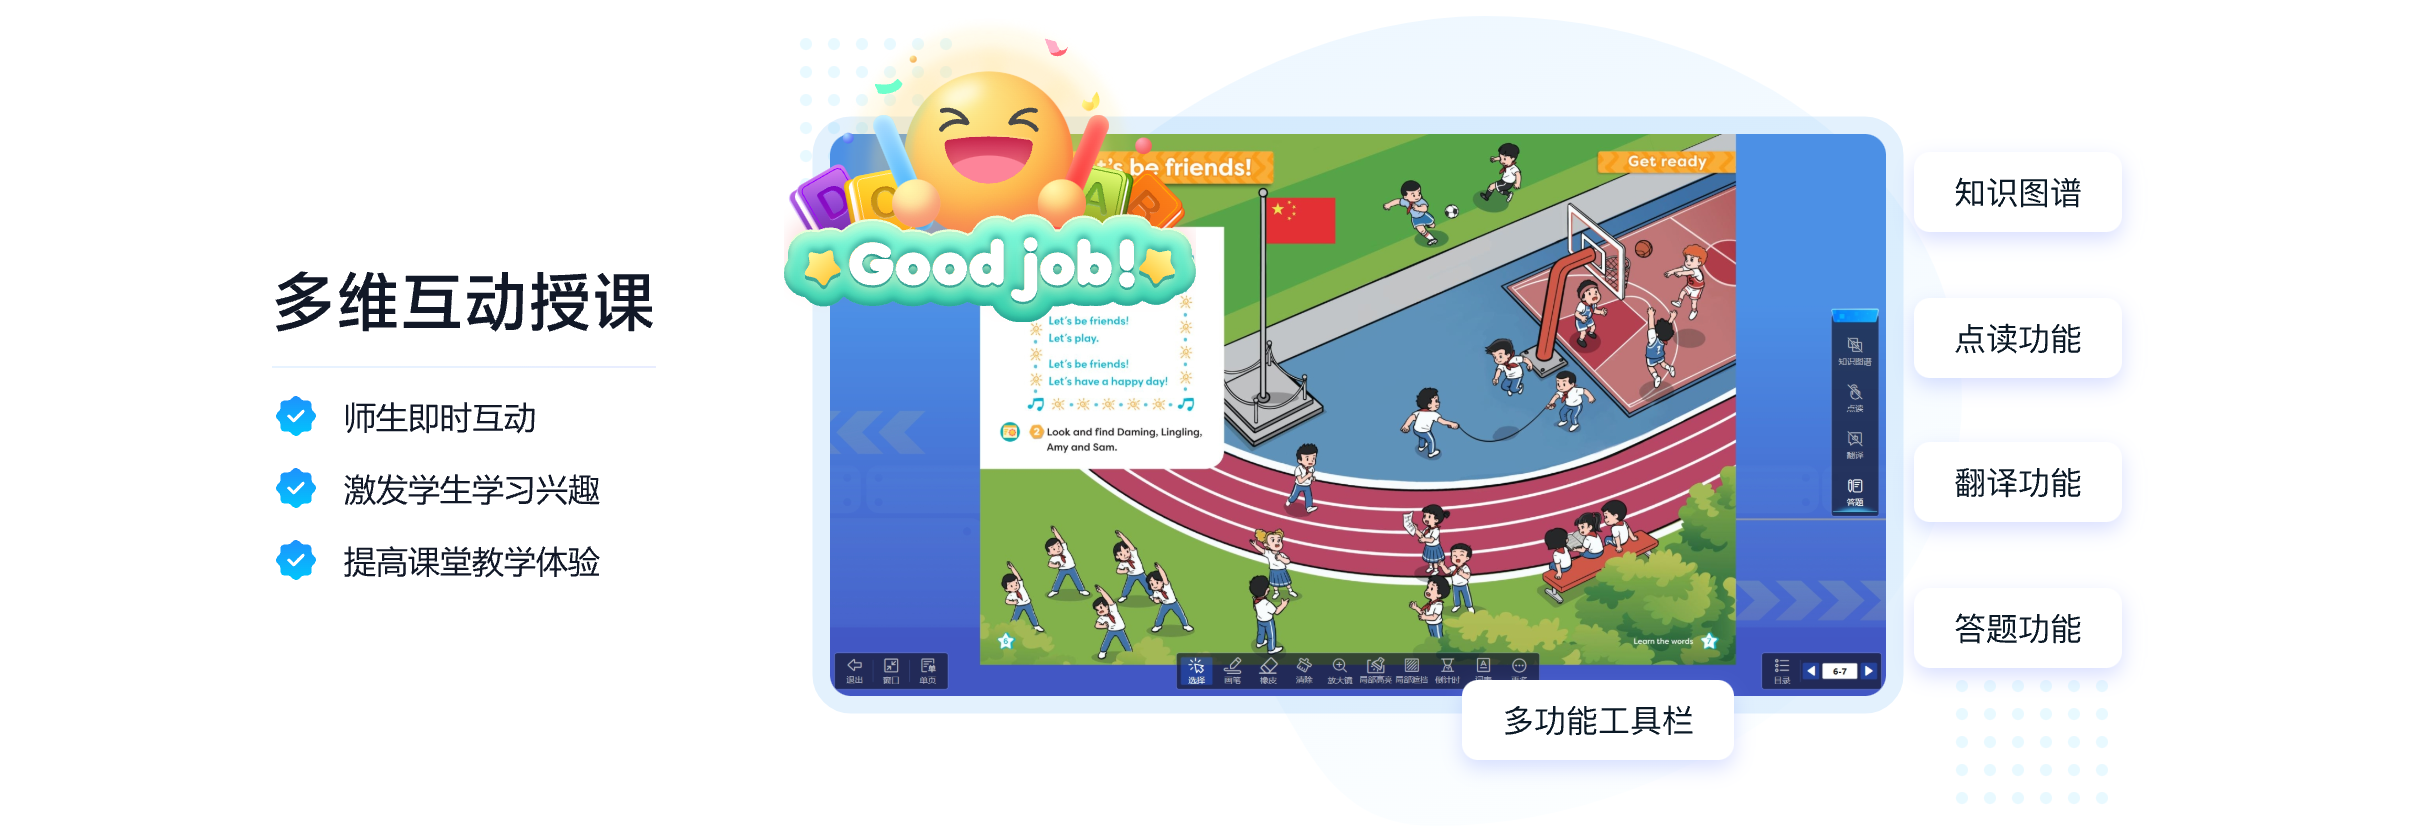 多维互动授课
师生即时互动
激发学生学习兴趣
提高课堂教学体验
's be friends!
Get ready
D
O
A
R
Good job!
Let's be friends!
Let's play.
Let's be friends!
Let's have a happy day!
2 Look and find Daming, Lingling,
Amy and Sam.
6
Learn the words 7
知识图谱
点读
翻译
答题
退出 窗口 单页
选择 画笔 橡皮 清除 放大镜 局部高亮 局部遮挡 倒计时
目录 6-7
知识图谱
点读功能
翻译功能
答题功能
多功能工具栏